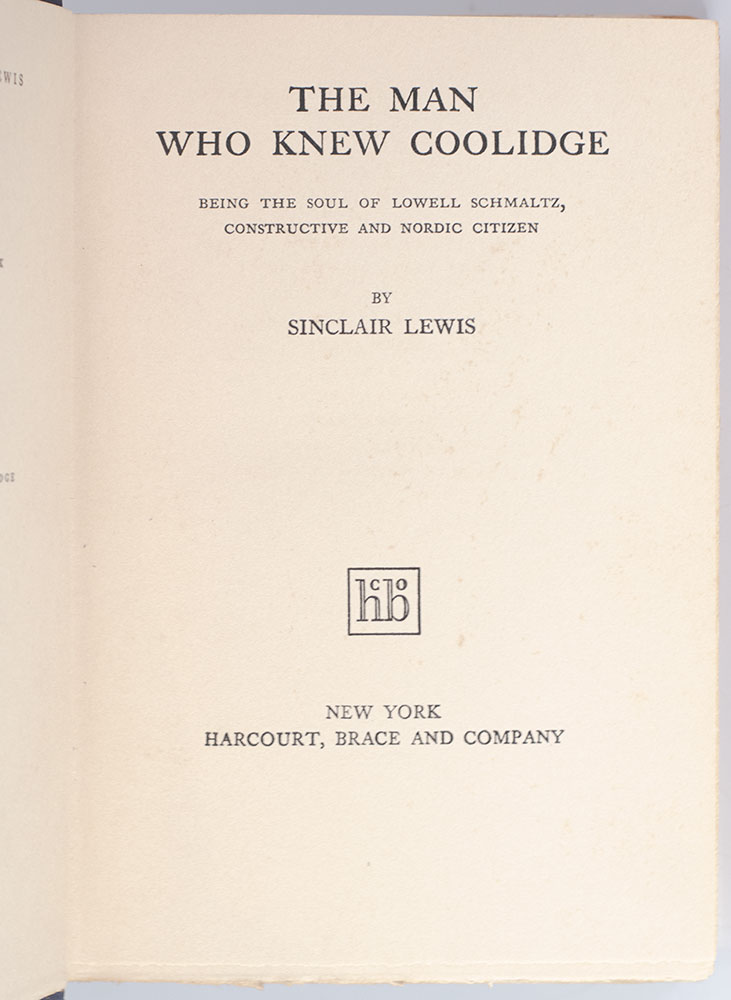 THE MAN
WHO KNEW COOLIDGE
BEING THE SOUL OF LOWELL SCHMALTZ,
CONSTRUCTIVE AND NORDIC CITIZEN
BY
SINCLAIR LEWIS
hcbo
NEW YORK
HARCOURT, BRACE AND COMPANY